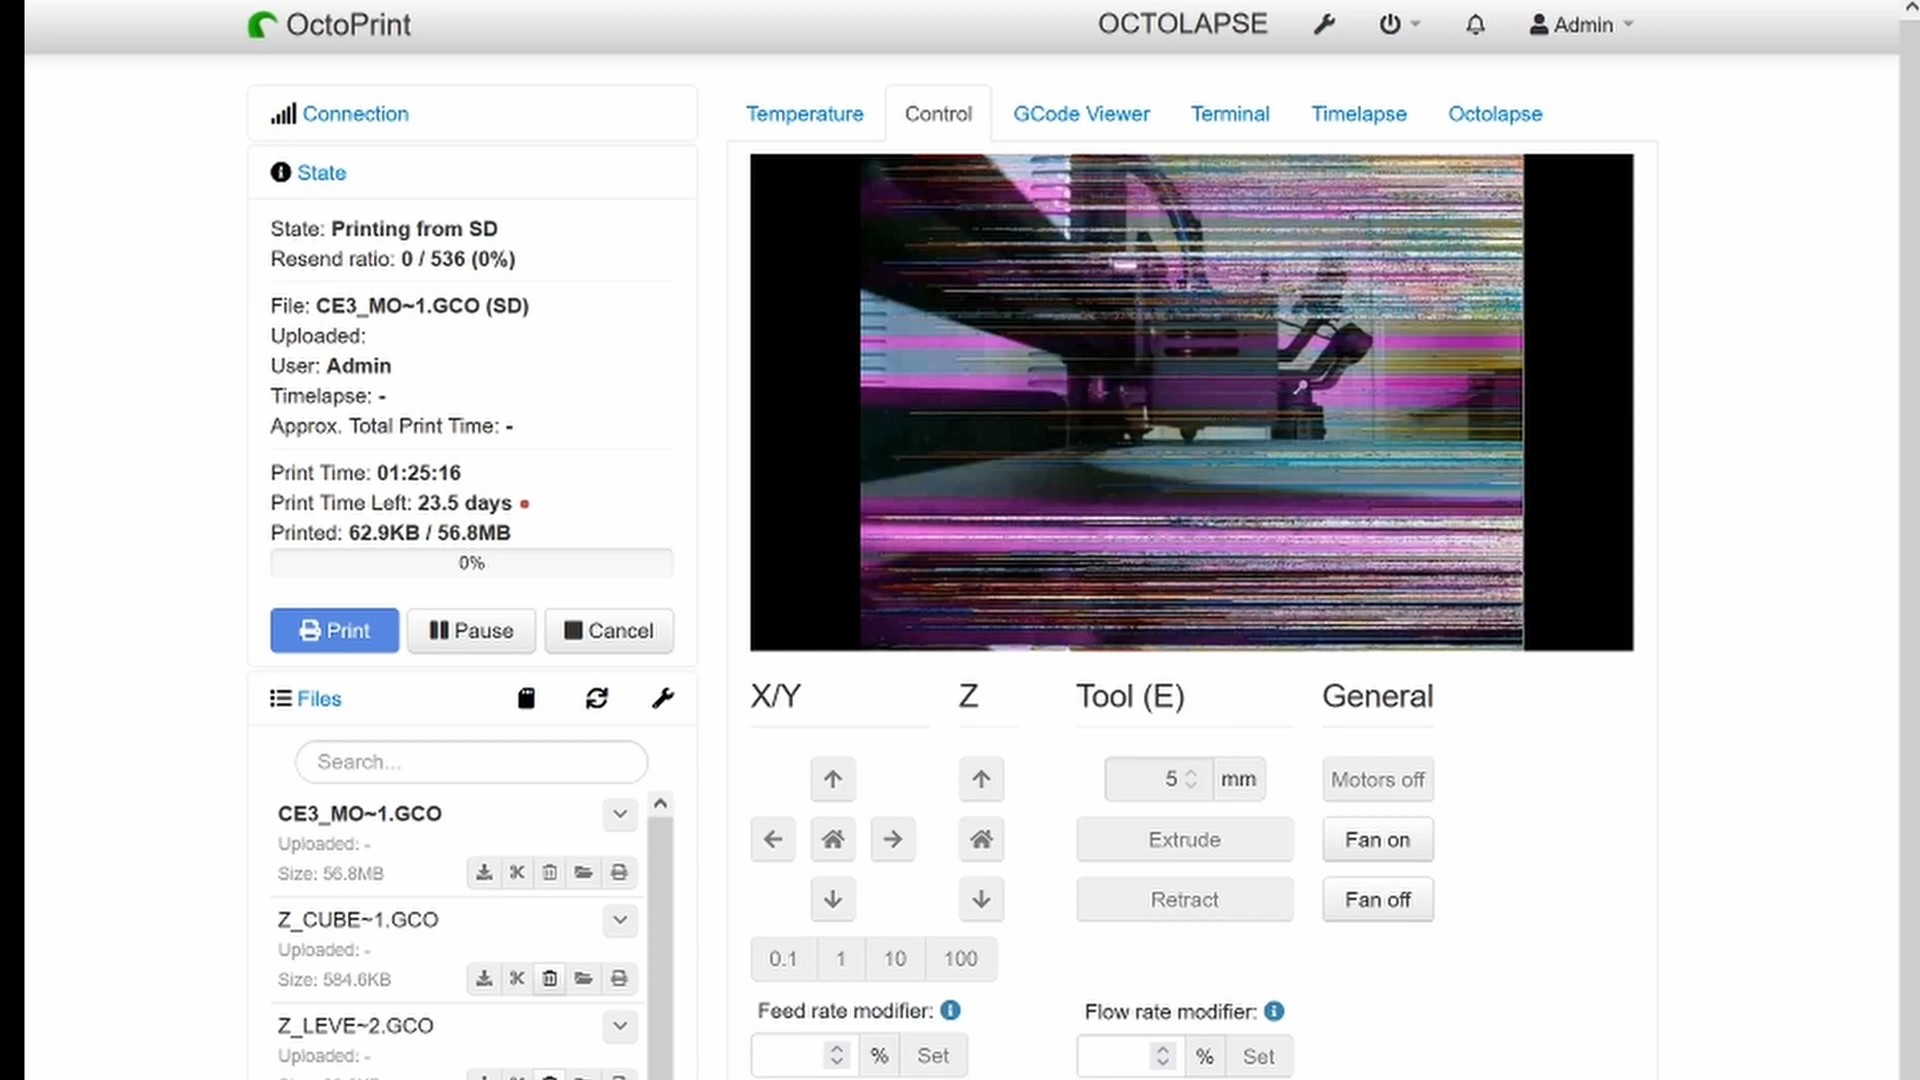 OctoPrint
OCTOLAPSE
Admin
Connection
State
State: Printing from SD
Resend ratio: 0 / 536 (0%)
File: CE3_MO~1.GCO (SD)
Uploaded:
User: Admin
Timelapse: -
Approx. Total Print Time: -
Print Time: 01:25:16
Print Time Left: 23.5 days
Printed: 62.9KB / 56.8MB
0%
Print Pause Cancel
Files
Search...
CE3_MO~1.GCO
Uploaded: -
Size: 56.8MB
Z_CUBE~1.GCO
Uploaded: -
Size: 584.6KB
Z_LEVE~2.GCO
Uploaded: -
Temperature Control GCode Viewer Terminal Timelapse Octolapse
X/Y Z Tool (E) General
5 mm Motors off
Extrude Fan on
Retract Fan off
0.1 1 10 100
Feed rate modifier: Flow rate modifier:
% Set % Set